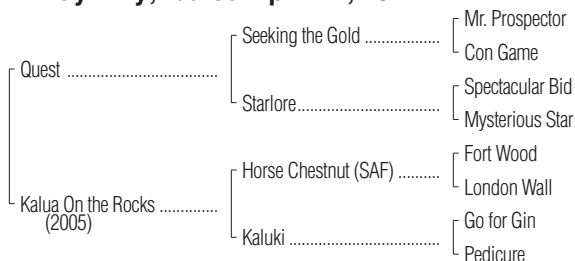 Mr. Prospector
Seeking the Gold ..................
Con Game
Quest ....................................
Spectacular Bid
Starlore..................................
Mysterious Star
Fort Wood
Horse Chestnut (SAF) ..........
London Wall
Kalua On the Rocks ..............
(2005)
Go for Gin
Kaluki ....................................
Pedicure